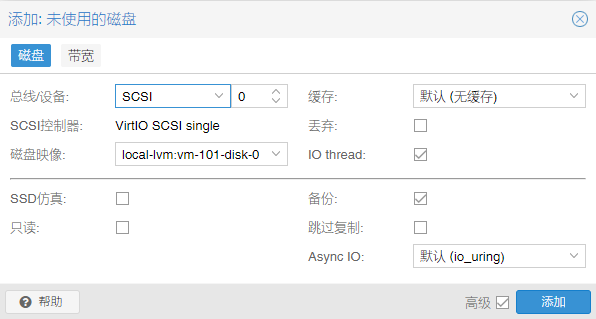 添加: 未使用的磁盘
磁盘 带宽
总线/设备: SCSI 0 缓存: 默认 (无缓存)
SCSI控制器: VirtIO SCSI single 丢弃:
磁盘映像: local-lvm:vm-101-disk-0 IO thread:
SSD仿真: 备份:
只读: 跳过复制:
Async IO: 默认 (io_uring)
帮助 高级 添加